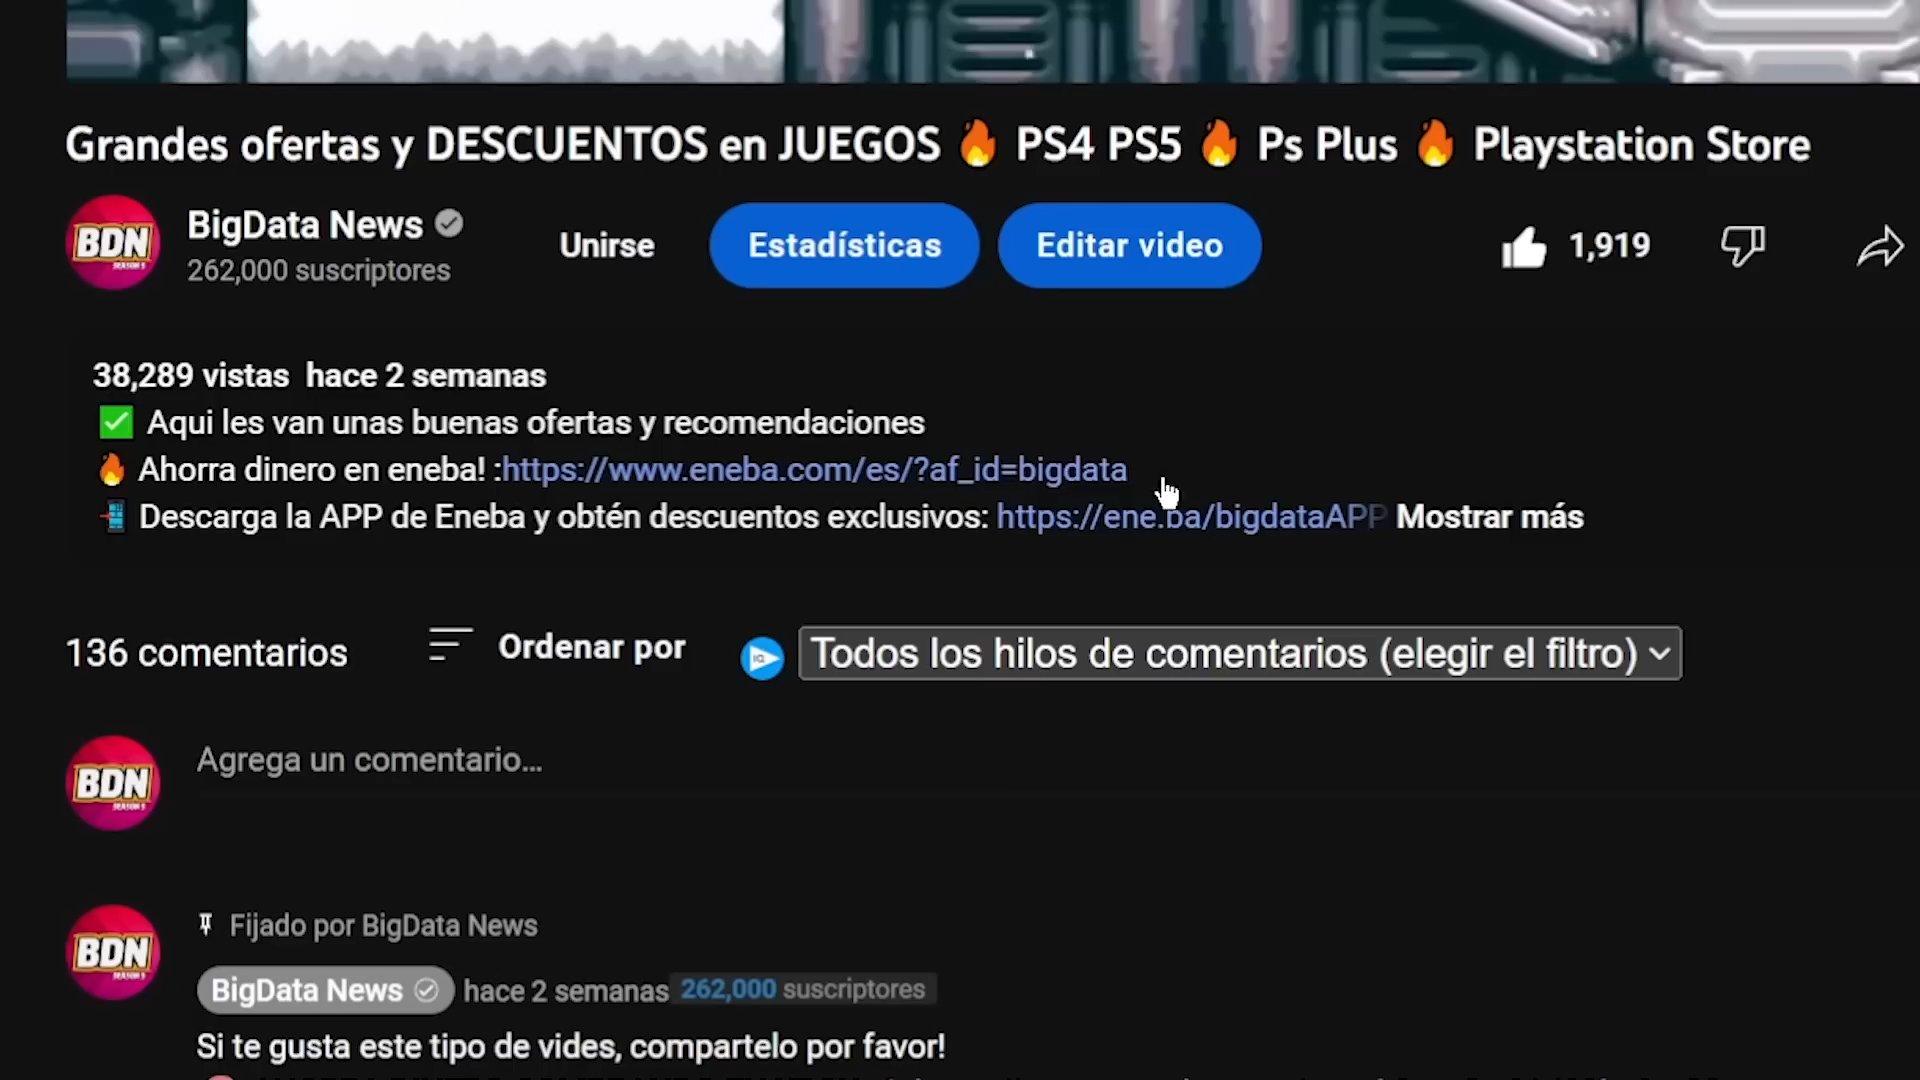 Grandes ofertas y DESCUENTOS en JUEGOS 🔥 PS4 PS5 🔥 Ps Plus 🔥 Playstation Store
BDN
BigData News
262,000 suscriptores
Unirse
Estadísticas
Editar video
1,919
38,289 vistas hace 2 semanas
✅ Aqui les van unas buenas ofertas y recomendaciones
🔥 Ahorra dinero en eneba! :https://www.eneba.com/es/?af_id=bigdata
📲 Descarga la APP de Eneba y obtén descuentos exclusivos: https://ene.ba/bigdataAPP Mostrar más
136 comentarios
Ordenar por
Todos los hilos de comentarios (elegir el filtro)
BDN
Agrega un comentario...
BDN
Fijado por BigData News
BigData News hace 2 semanas 262,000 suscriptores
Si te gusta este tipo de vides, compartelo por favor!